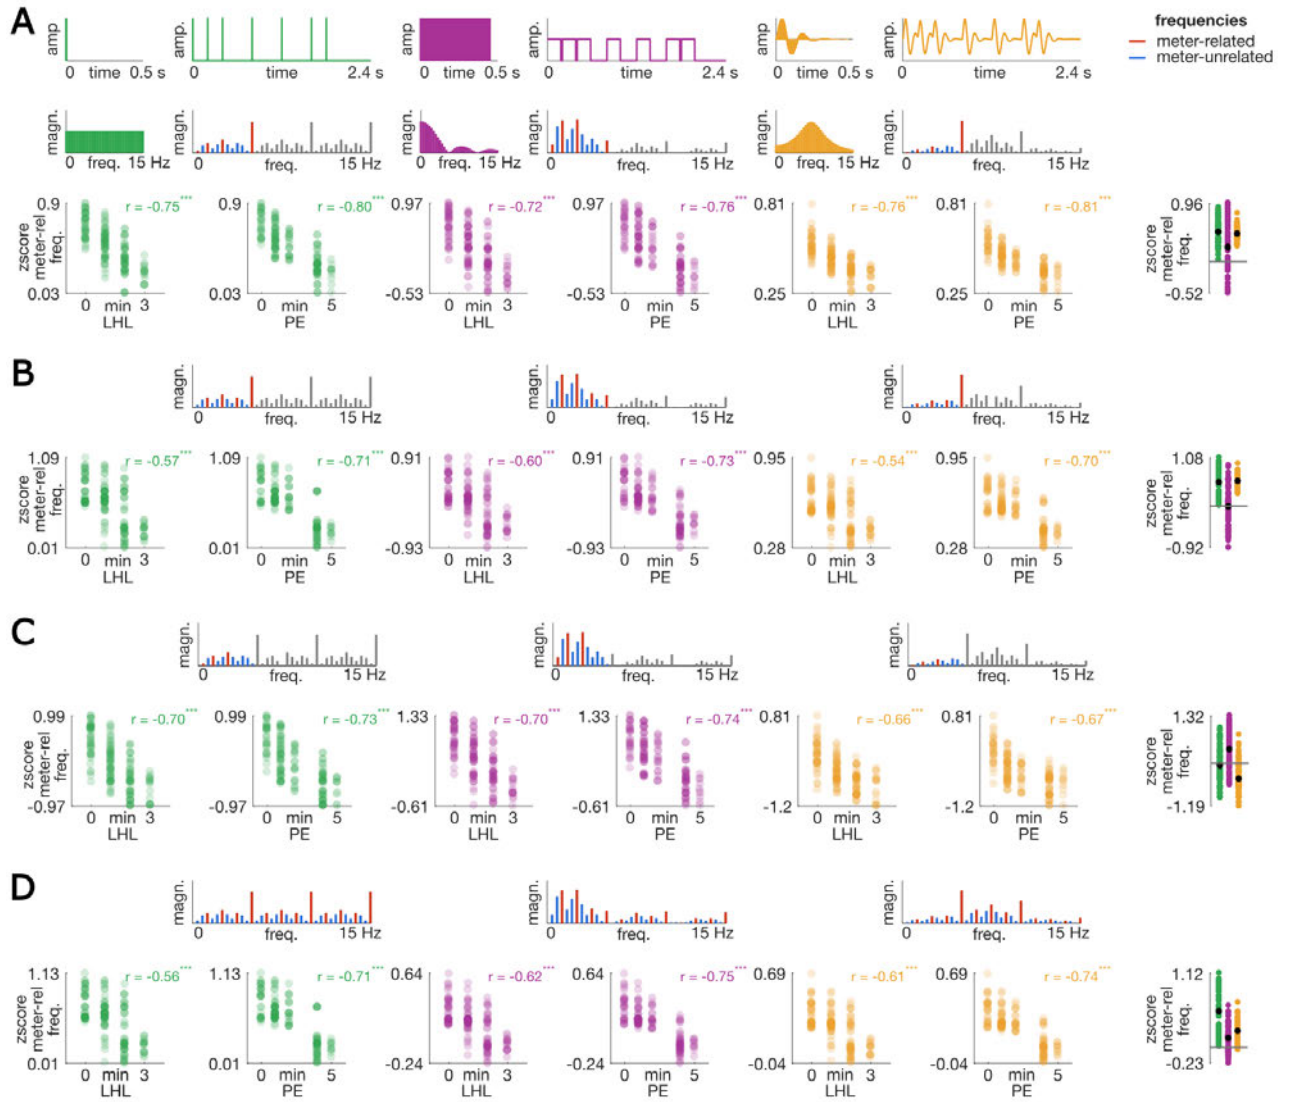 A
frequencies
meter-related
meter-unrelated
amp
0 time 0.5 s
amp.
0 time 2.4 s
amp
0 time 0.5 s
amp.
0 time 2.4 s
amp
0 time 0.5 s
amp.
0 time 2.4 s
magn.
0 freq. 15 Hz
magn.
0 freq. 15 Hz
magn.
0 freq. 15 Hz
magn.
0 freq. 15 Hz
magn.
0 freq. 15 Hz
magn.
0 freq. 15 Hz
zscore
meter-rel
freq.
0.9
0.03
r = -0.75***
0 min 3
LHL
0.9
0.03
r = -0.80***
0 min 5
PE
0.97
-0.53
r = -0.72***
0 min 3
LHL
0.97
-0.53
r = -0.76***
0 min 5
PE
0.81
0.25
r = -0.76***
0 min 3
LHL
0.81
0.25
r = -0.81***
0 min 5
PE
zscore
meter-rel
freq.
0.96
-0.52
B
magn.
0 freq. 15 Hz
magn.
0 freq. 15 Hz
magn.
0 freq. 15 Hz
zscore
meter-rel
freq.
1.09
0.01
r = -0.57***
0 min 3
LHL
1.09
0.01
r = -0.71***
0 min 5
PE
0.91
-0.93
r = -0.60***
0 min 3
LHL
0.91
-0.93
r = -0.73***
0 min 5
PE
0.95
0.28
r = -0.54***
0 min 3
LHL
0.95
0.28
r = -0.70***
0 min 5
PE
zscore
meter-rel
freq.
1.08
-0.92
C
magn.
0 freq. 15 Hz
magn.
0 freq. 15 Hz
magn.
0 freq. 15 Hz
zscore
meter-rel
freq.
0.99
-0.97
r = -0.70***
0 min 3
LHL
0.99
-0.97
r = -0.73***
0 min 5
PE
1.33
-0.61
r = -0.70***
0 min 3
LHL
1.33
-0.61
r = -0.74***
0 min 5
PE
0.81
-1.2
r = -0.66***
0 min 3
LHL
0.81
-1.2
r = -0.67***
0 min 5
PE
zscore
meter-rel
freq.
1.32
-1.19
D
magn.
0 freq. 15 Hz
magn.
0 freq. 15 Hz
magn.
0 freq. 15 Hz
zscore
meter-rel
freq.
1.13
0.01
r = -0.56***
0 min 3
LHL
1.13
0.01
r = -0.71***
0 min 5
PE
0.64
-0.24
r = -0.62***
0 min 3
LHL
0.64
-0.24
r = -0.75***
0 min 5
PE
0.69
-0.04
r = -0.61***
0 min 3
LHL
0.69
-0.04
r = -0.74***
0 min 5
PE
zscore
meter-rel
freq.
1.12
-0.23